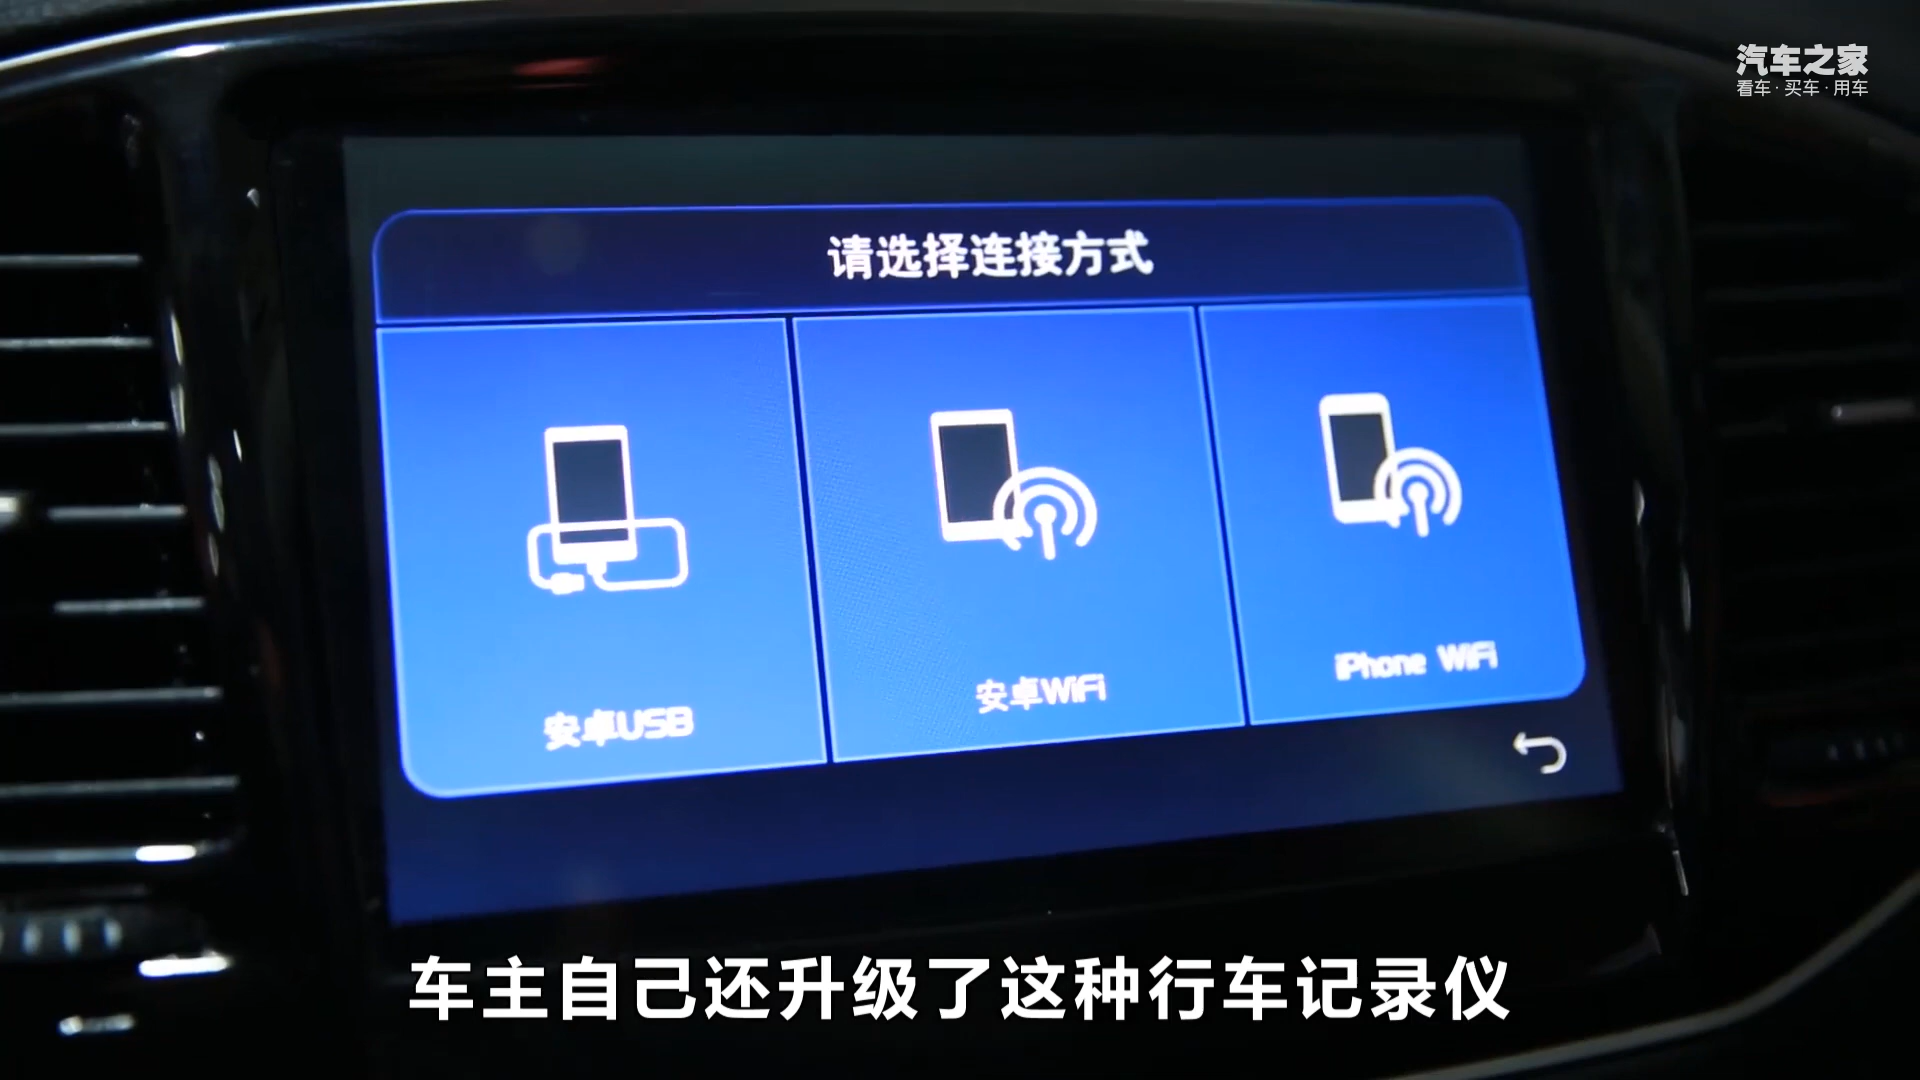 汽车之家
看车·买车·用车
请选择连接方式
安卓USB
安卓WiFi
iPhone WiFi
车主自己还升级了这种行车记录仪